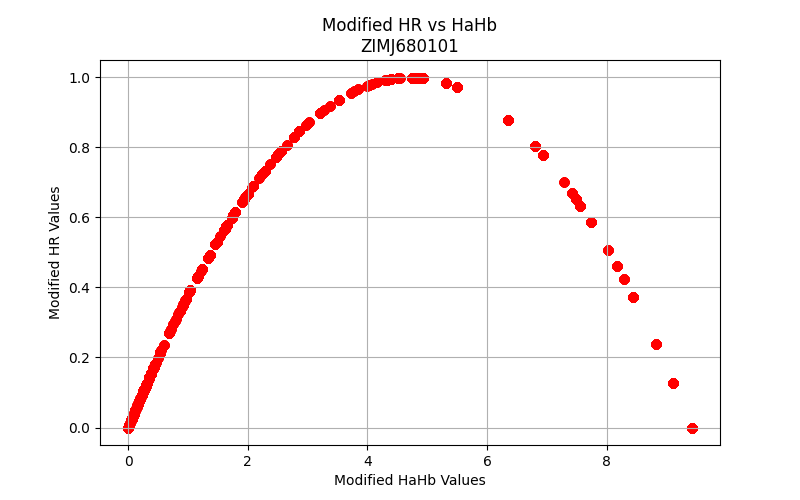 Modified HR vs HaHb
ZIMJ680101
Modified HR Values
1.0
0.8
0.6
0.4
0.2
0.0
0 2 4 6 8
Modified HaHb Values